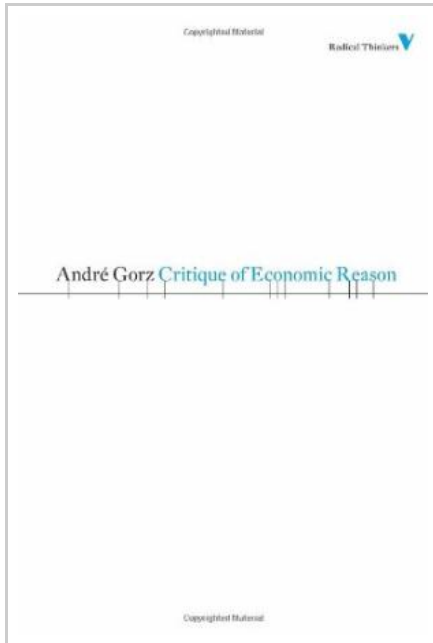 Copyrighted Material
Radical Thinkers V
André Gorz Critique of Economic Reason
Copyrighted Material